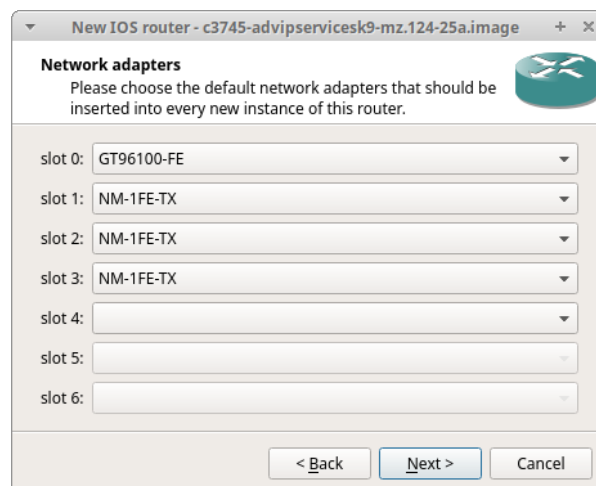 New IOS router - c3745-advipservicesk9-mz.124-25a.image
Network adapters
Please choose the default network adapters that should be
inserted into every new instance of this router.
slot 0: GT96100-FE
slot 1: NM-1FE-TX
slot 2: NM-1FE-TX
slot 3: NM-1FE-TX
slot 4:
slot 5:
slot 6:
< Back Next > Cancel